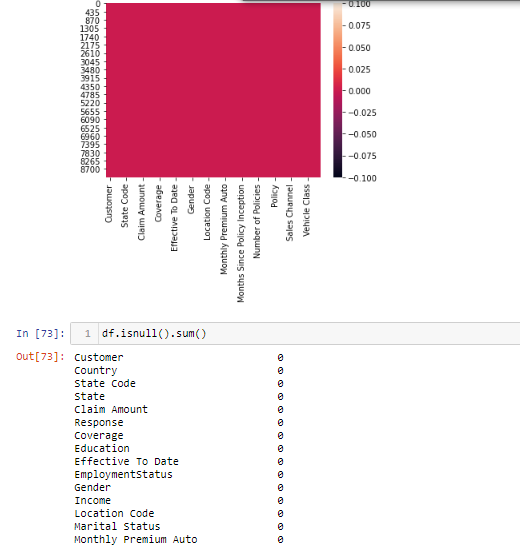 0
435
870
1305
1740
2175
2610
3045
3480
3915
4350
4785
5220
5655
6090
6525
6960
7395
7830
8265
8700
0.100
0.075
0.050
0.025
0.000
−0.025
−0.050
−0.075
−0.100
Customer
State Code
Claim Amount
Coverage
Effective To Date
Gender
Location Code
Monthly Premium Auto
Months Since Policy Inception
Number of Policies
Policy
Sales Channel
Vehicle Class
In [73]: 1 df.isnull().sum()
Out[73]: Customer 0
Country 0
State Code 0
State 0
Claim Amount 0
Response 0
Coverage 0
Education 0
Effective To Date 0
EmploymentStatus 0
Gender 0
Income 0
Location Code 0
Marital Status 0
Monthly Premium Auto 0